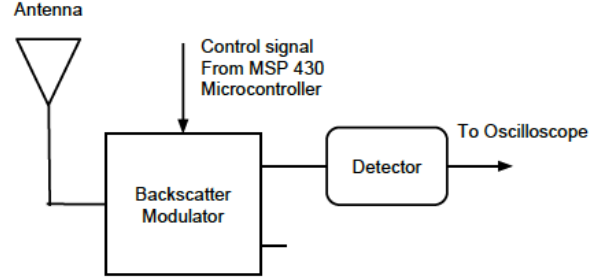 Antenna
Control signal
From MSP 430
Microcontroller
To Oscilloscope
Detector
Backscatter
Modulator